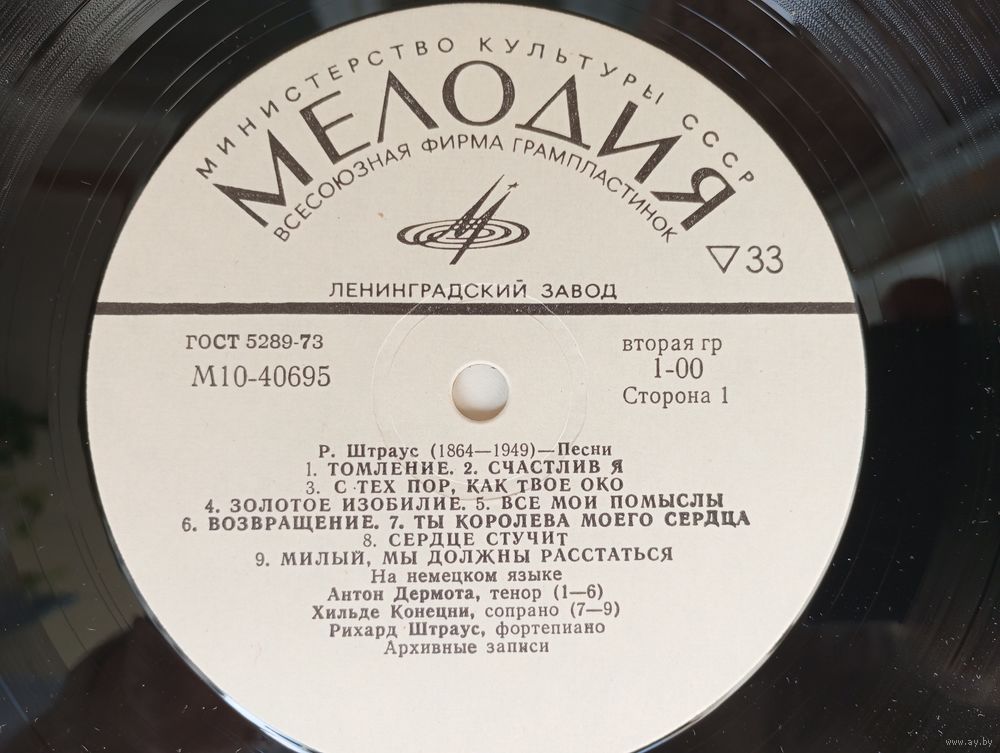 МИНИСТЕРСТВО КУЛЬТУРЫ СССР
МЕЛОДИЯ
ВСЕСОЮЗНАЯ ФИРМА ГРАМПЛАСТИНОК
33
ЛЕНИНГРАДСКИЙ ЗАВОД
ГОСТ 5289-73
М10-40695
вторая гр
1-00
Сторона 1
Р. Штраус (1864—1949)—Песни
1. ТОМЛЕНИЕ. 2. СЧАСТЛИВ Я
3. С ТЕХ ПОР, КАК ТВОЕ ОКО
4. ЗОЛОТОЕ ИЗОБИЛИЕ. 5. ВСЕ МОИ ПОМЫСЛЫ
6. ВОЗВРАЩЕНИЕ. 7. ТЫ КОРОЛЕВА МОЕГО СЕРДЦА
8. СЕРДЦЕ СТУЧИТ
9. МИЛЫЙ, МЫ ДОЛЖНЫ РАССТАТЬСЯ
На немецком языке
Антон Дермота, тенор (1—6)
Хильде Конецни, сопрано (7—9)
Рихард Штраус, фортепиано
Архивные записи
www.ay.by